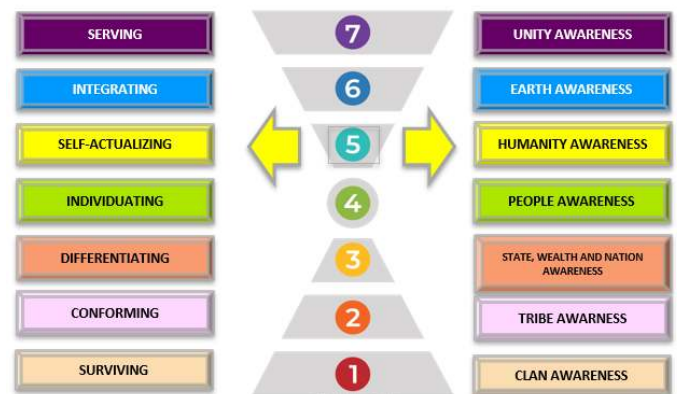 SERVING
7
UNITY AWARENESS
INTEGRATING
6
EARTH AWARENESS
SELF-ACTUALIZING
5
HUMANITY AWARENESS
INDIVIDUATING
4
PEOPLE AWARENESS
DIFFERENTIATING
3
STATE, WEALTH AND NATION
AWARENESS
CONFORMING
2
TRIBE AWARNESS
SURVIVING
1
CLAN AWARENESS